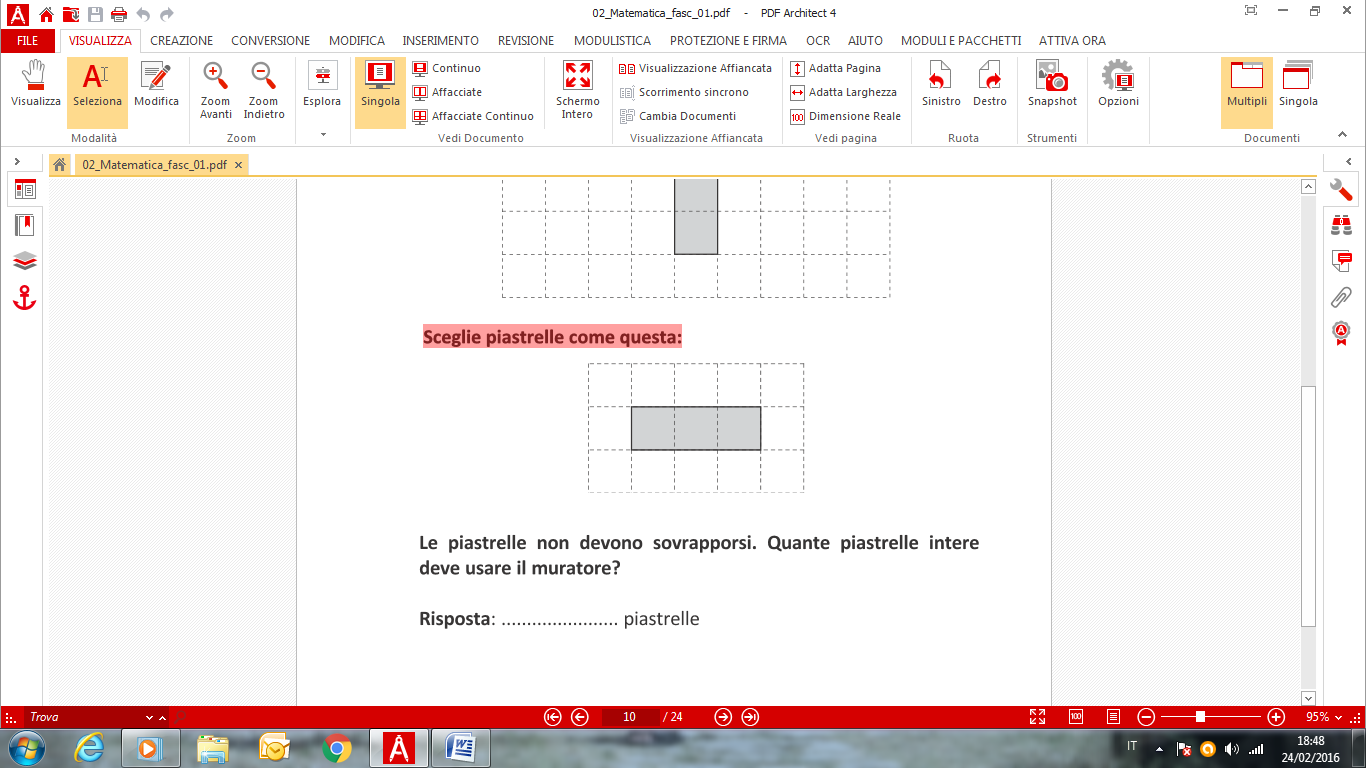 02_Matematica_fasc_01.pdf - PDF Architect 4
FILE VISUALIZZA CREAZIONE CONVERSIONE MODIFICA INSERIMENTO REVISIONE MODULISTICA PROTEZIONE E FIRMA OCR AIUTO MODULI E PACCHETTI ATTIVA ORA
Visualizza Seleziona Modifica
Modalità
Zoom Avanti Zoom Indietro
Zoom
Esplora
Singola
Continuo
Affacciate
Affacciate Continuo
Vedi Documento
Schermo Intero
Visualizzazione Affiancata
Scorrimento sincrono
Cambia Documenti
Visualizzazione Affiancata
Adatta Pagina
Adatta Larghezza
100 Dimensione Reale
Vedi pagina
Sinistro Destro
Ruota
Snapshot
Strumenti
Opzioni
Multipli Singola
Documenti
02_Matematica_fasc_01.pdf
Sceglie piastrelle come questa:
Le piastrelle non devono sovrapporsi. Quante piastrelle intere
deve usare il muratore?
Risposta: ....................... piastrelle
Trova 10 / 24 100 95%
IT 18:48
24/02/2016